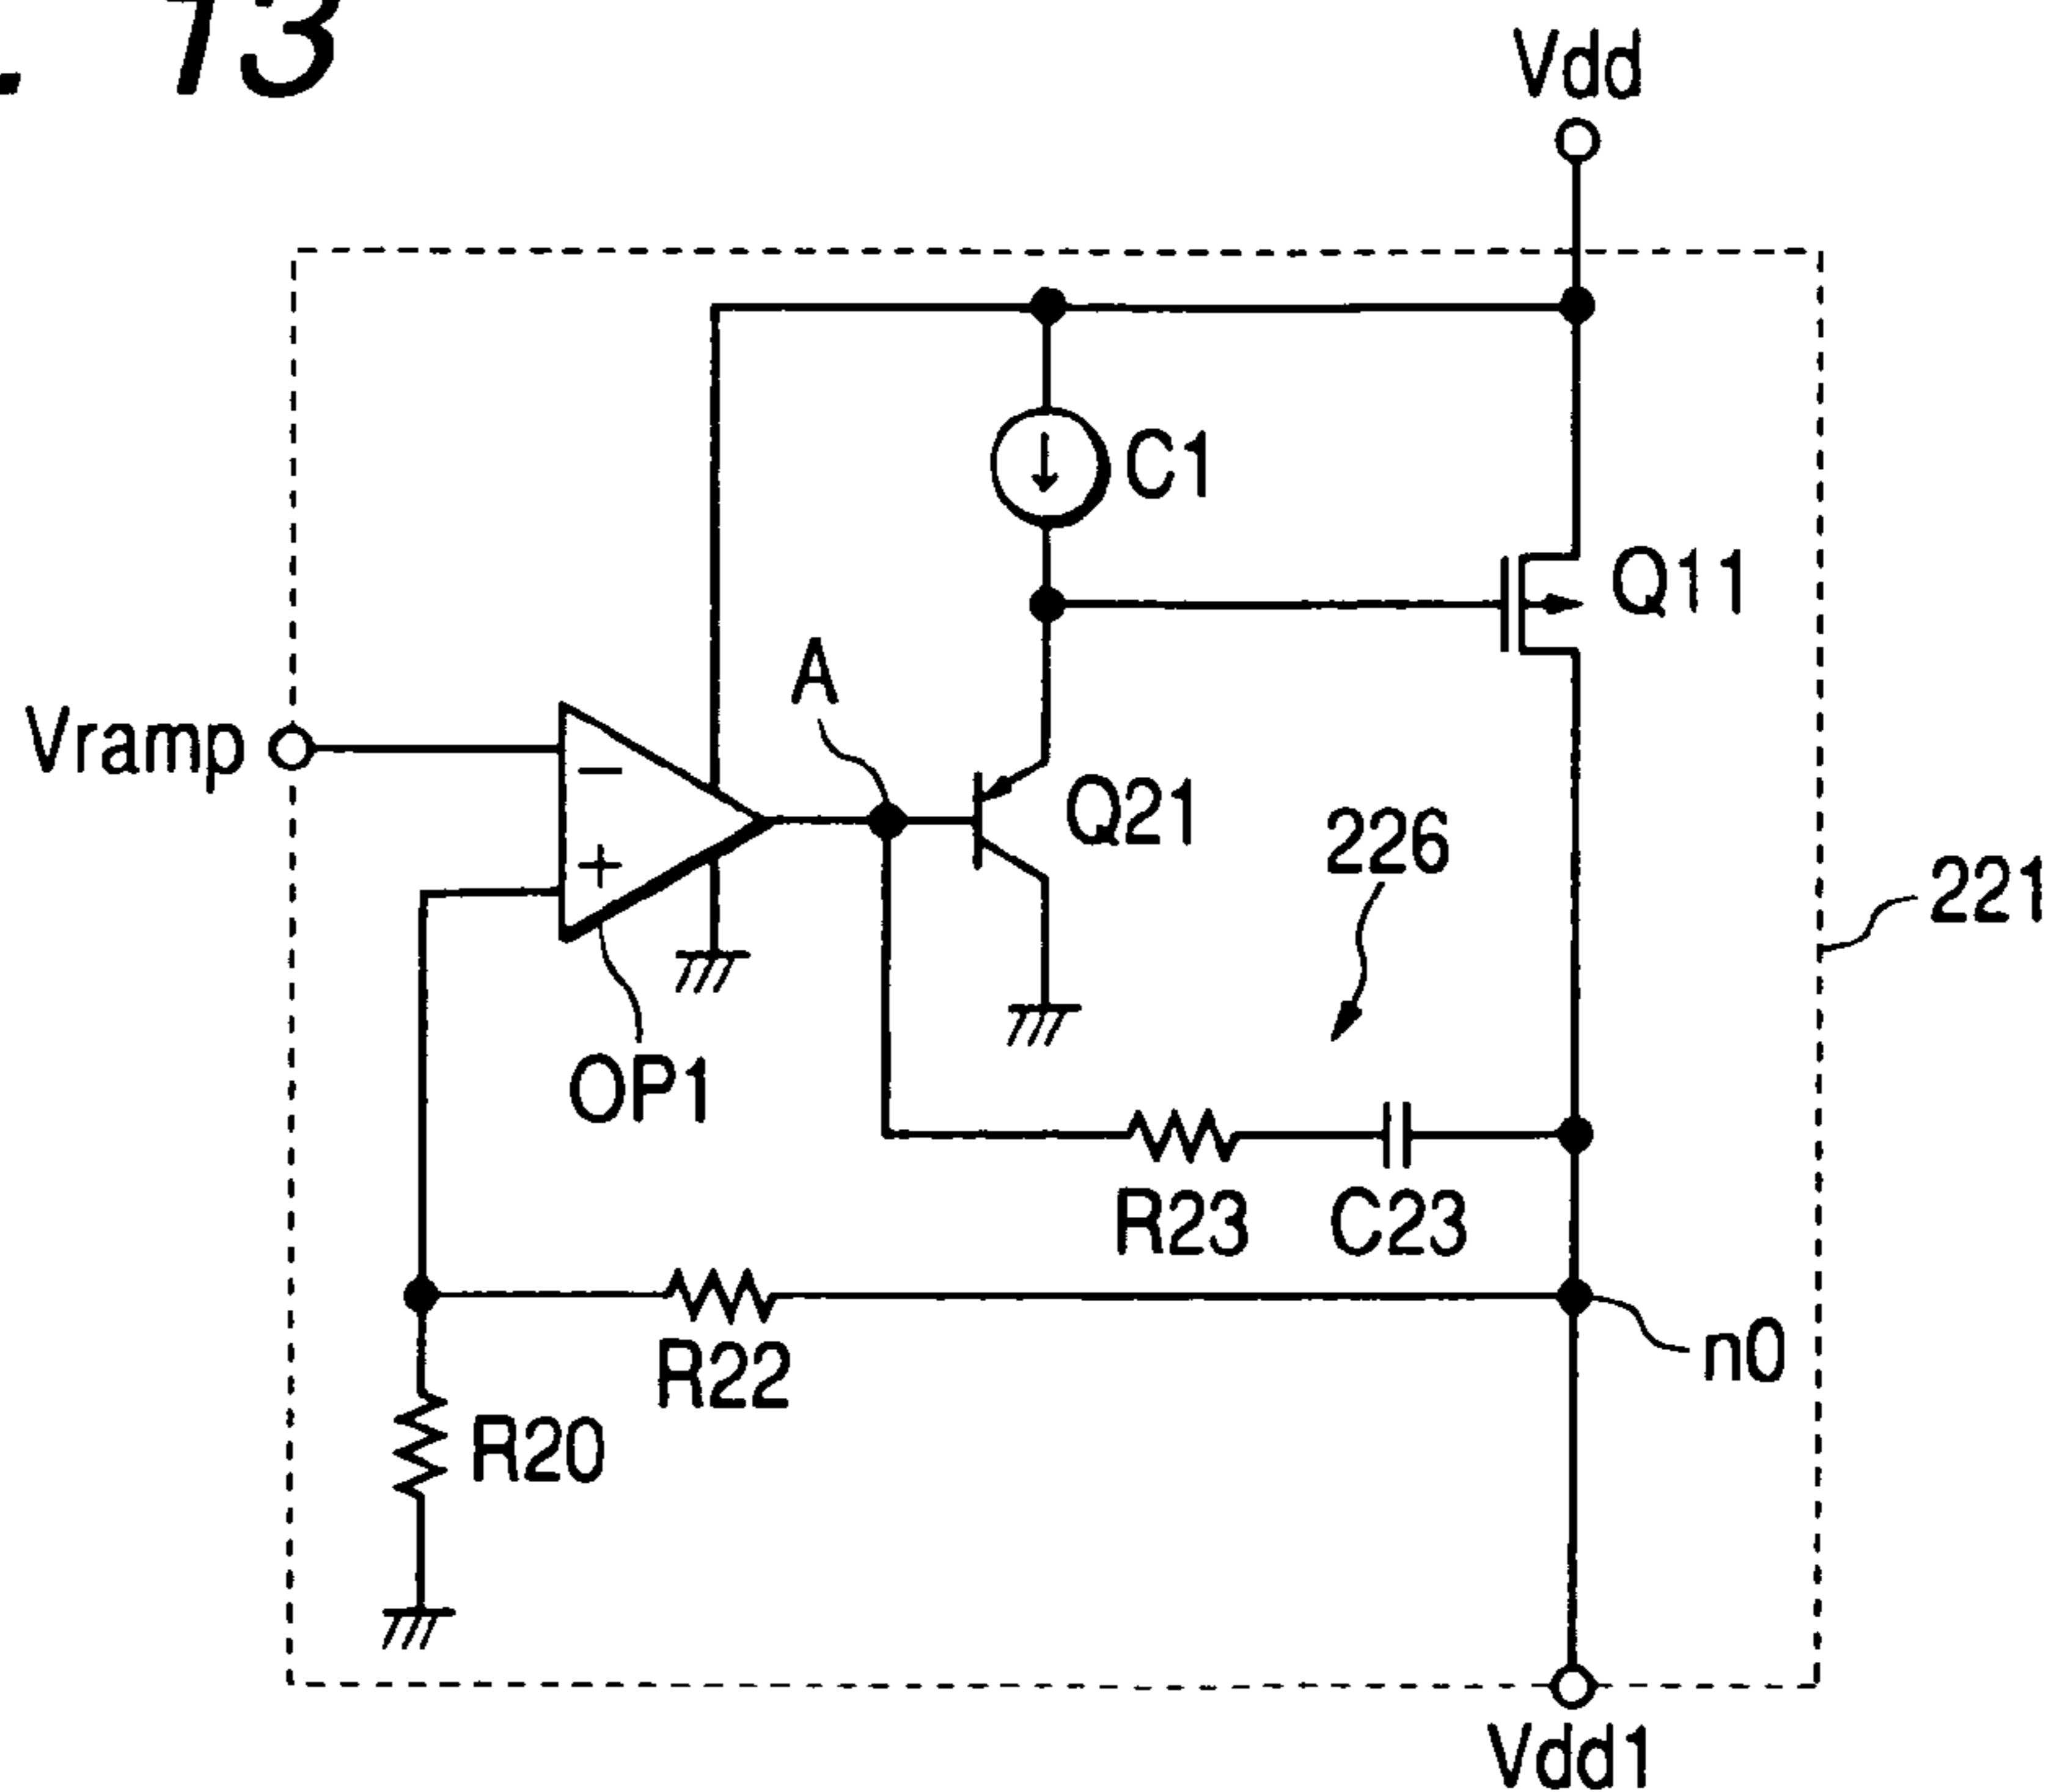 . 13
Vdd
C1
Q11
A
Vramp
−
+
Q21
226
221
OP1
R23
C23
R22
n0
R20
Vdd1